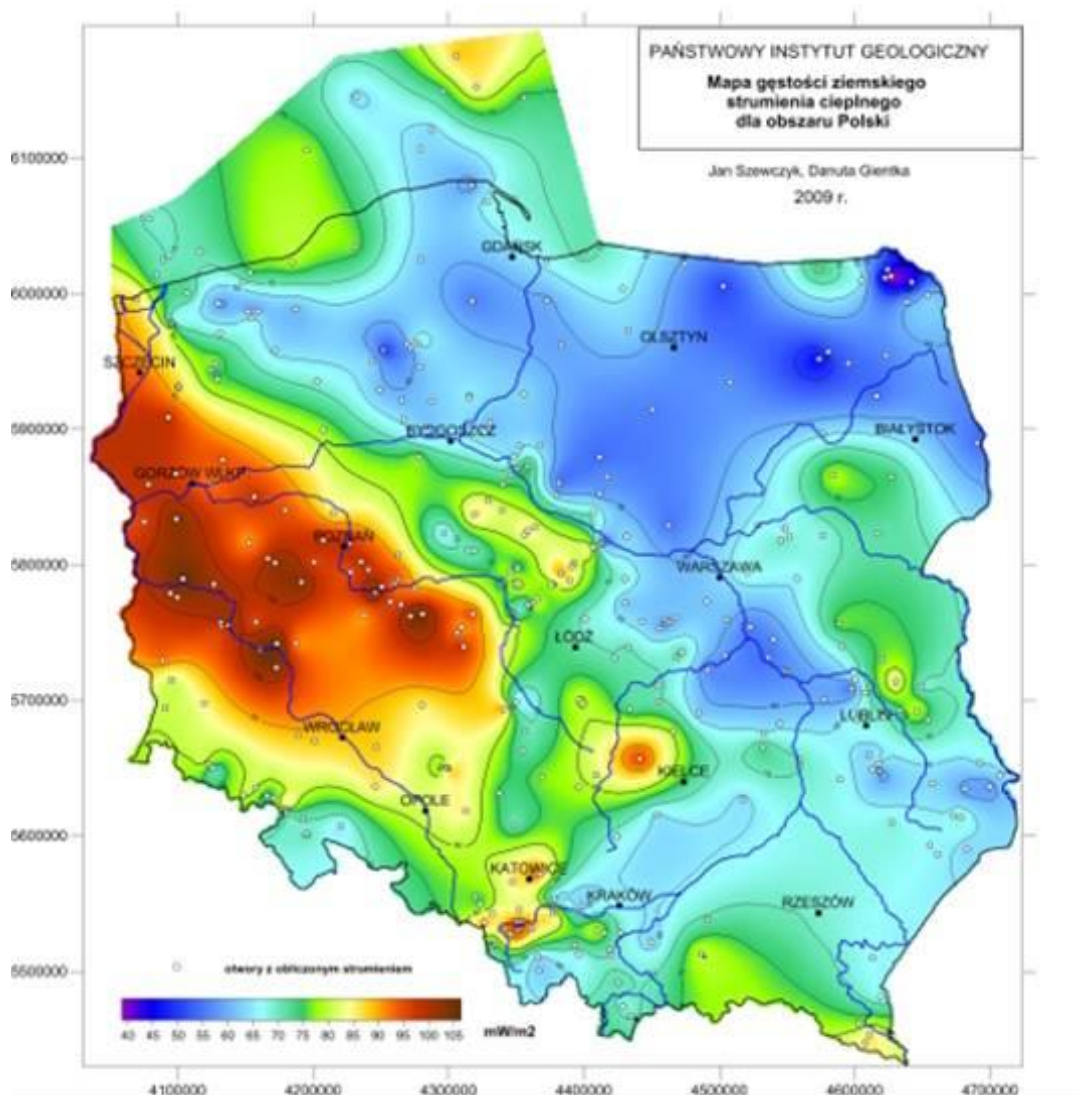 PAŃSTWOWY INSTYTUT GEOLOGICZNY
Mapa gęstości ziemskiego
strumienia cieplnego
dla obszaru Polski
Jan Szewczyk, Danuta Gientka
2009 r.
6100000
GDAŃSK
6000000
OLSZTYN
SZCZECIN
5900000
BYDGOSZCZ
BIAŁYSTOK
GORZÓW WLKP
POZNAŃ
5800000
WARSZAWA
ŁÓDŹ
5700000
WROCŁAW
LUBLIN
KIELCE
OPOLE
5600000
KATOWICE
KRAKÓW
RZESZÓW
5500000
otwory z obliczonym strumieniem
40 45 50 55 60 65 70 75 80 85 90 95 100 105
mW/m2
4100000 4200000 4300000 4400000 4500000 4600000 4700000